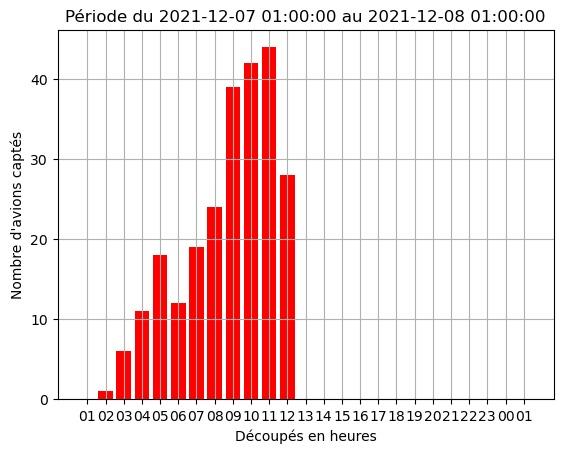 Période du 2021-12-07 01:00:00 au 2021-12-08 01:00:00
Nombre d'avions captés
40
30
20
10
0
01 02 03 04 05 06 07 08 09 10 11 12 13 14 15 16 17 18 19 20 21 22 23 00 01
Découpés en heures